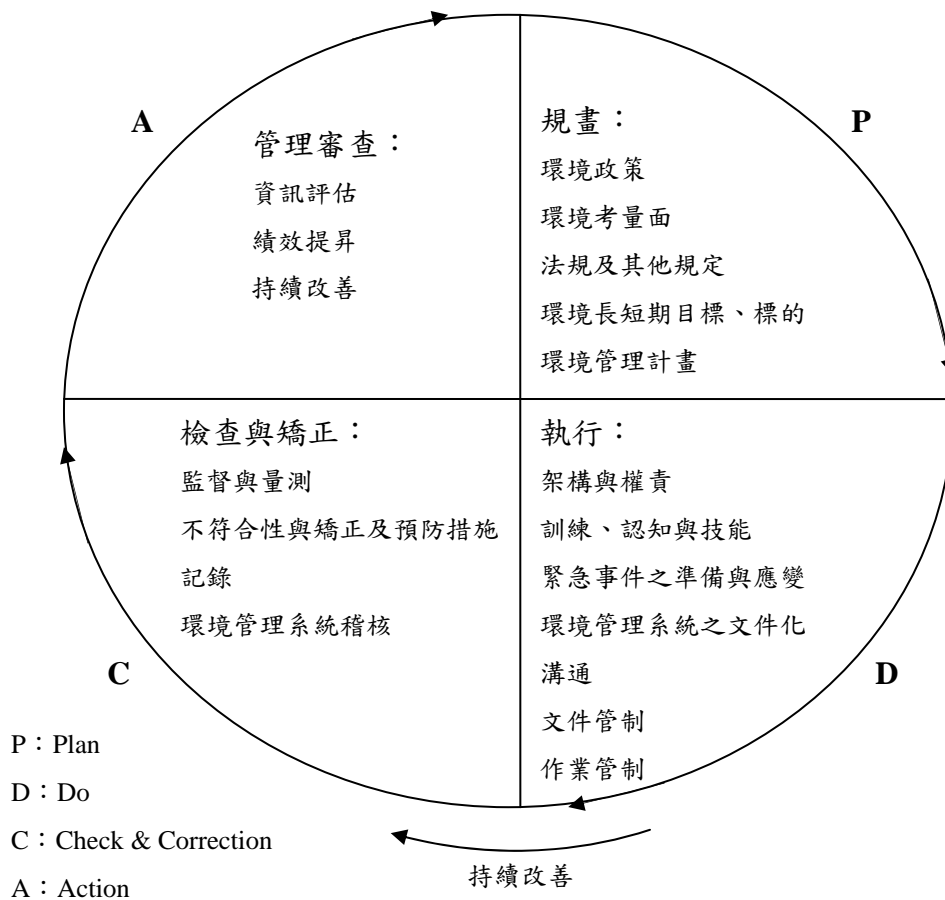 A
管理審查：
資訊評估
績效提昇
持續改善
P
規畫：
環境政策
環境考量面
法規及其他規定
環境長短期目標、標的
環境管理計畫
檢查與矯正：
監督與量測
不符合性與矯正及預防措施
記錄
環境管理系統稽核
C
執行：
架構與權責
訓練、認知與技能
緊急事件之準備與應變
環境管理系統之文件化
溝通
文件管制
作業管制
D
P：Plan
D：Do
C：Check & Correction
A：Action
持續改善